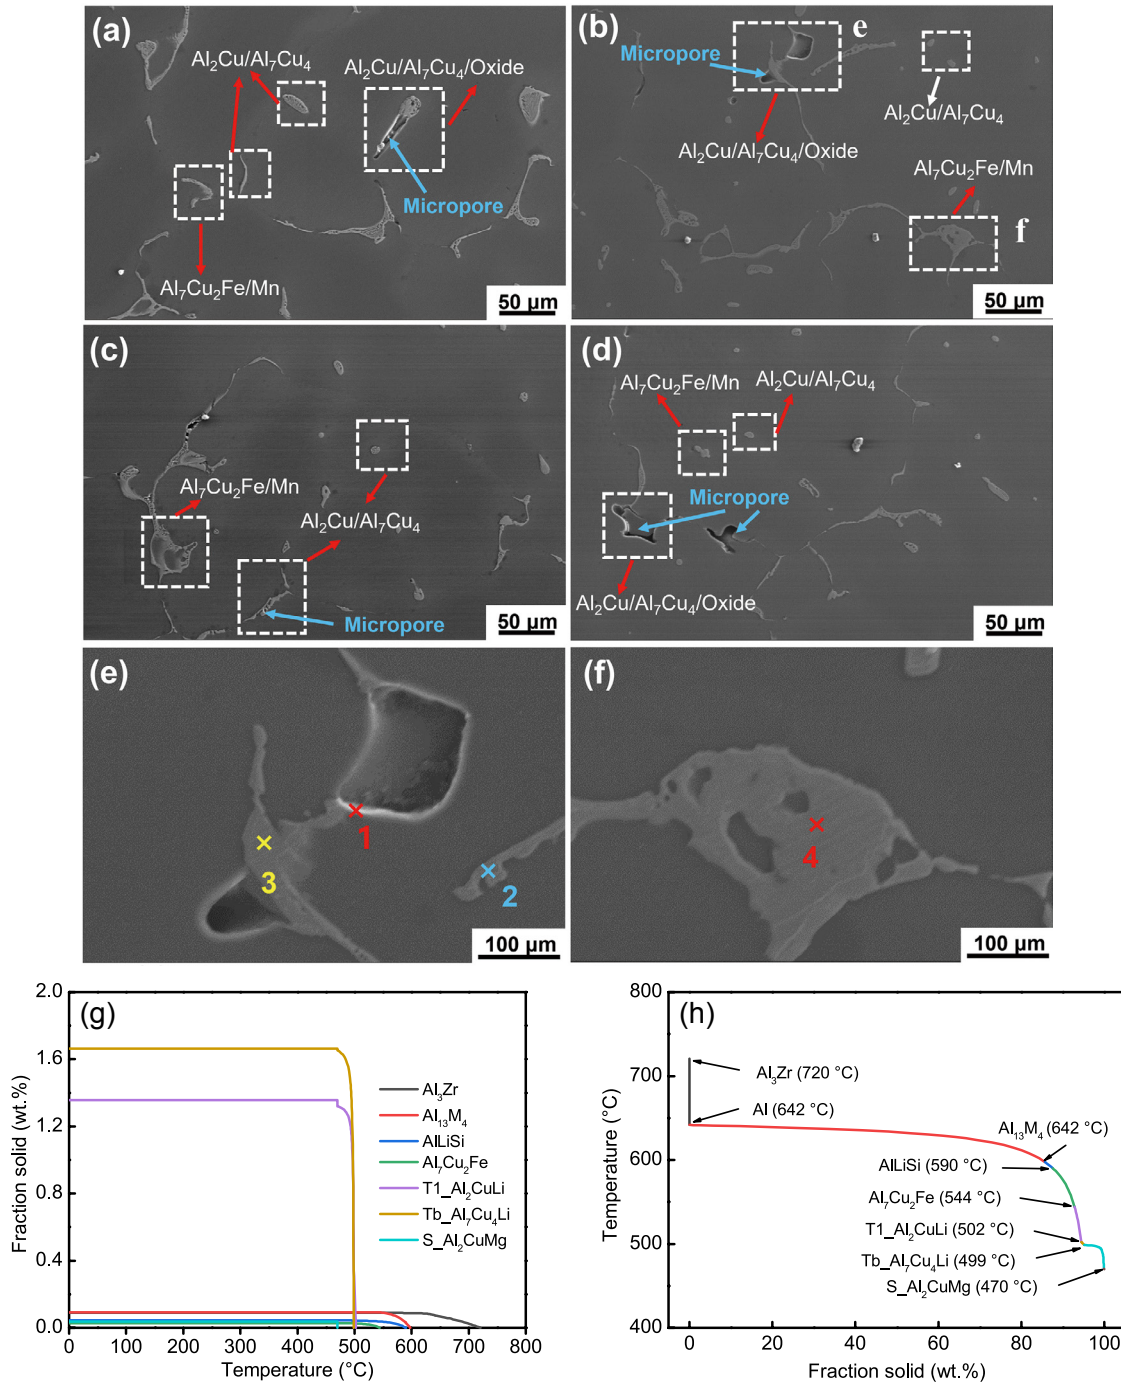 (a)
Al₂Cu/Al₇Cu₄
Al₂Cu/Al₇Cu₄/Oxide
Micropore
Al₇Cu₂Fe/Mn
50 μm
(b)
e
Micropore
Al₂Cu/Al₇Cu₄
Al₂Cu/Al₇Cu₄/Oxide
Al₇Cu₂Fe/Mn
f
50 μm
(c)
Al₇Cu₂Fe/Mn
Al₂Cu/Al₇Cu₄
Micropore
50 μm
(d)
Al₇Cu₂Fe/Mn
Al₂Cu/Al₇Cu₄
Micropore
Al₂Cu/Al₇Cu₄/Oxide
50 μm
(e)
1
3
2
100 μm
(f)
4
100 μm
(g)
2.0
1.6
1.2
0.8
0.4
0.0
Fraction solid (wt.%)
Al₃Zr
Al₁₃M₄
AlLiSi
Al₇Cu₂Fe
T1_Al₂CuLi
Tb_Al₇Cu₄Li
S_Al₂CuMg
0 100 200 300 400 500 600 700 800
Temperature (°C)
(h)
800
700
600
500
400
Temperature (°C)
Al₃Zr (720 °C)
Al (642 °C)
Al₁₃M₄ (642 °C)
AlLiSi (590 °C)
Al₇Cu₂Fe (544 °C)
T1_Al₂CuLi (502 °C)
Tb_Al₇Cu₄Li (499 °C)
S_Al₂CuMg (470 °C)
0 20 40 60 80 100
Fraction solid (wt.%)